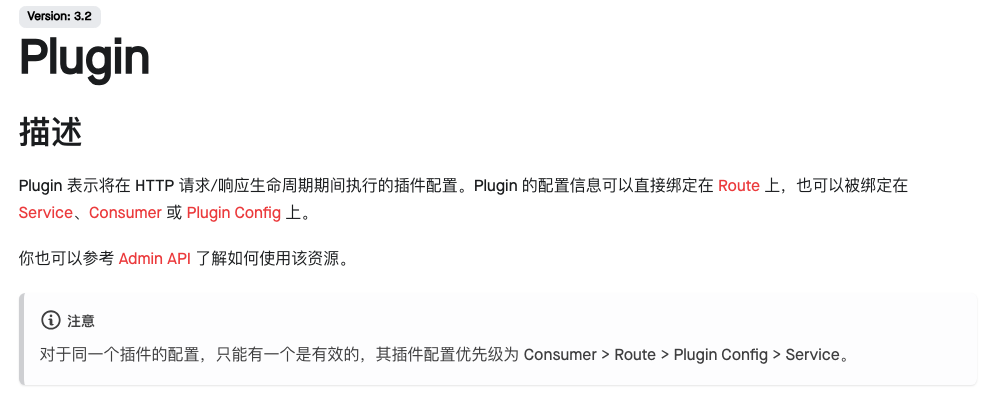 Version: 3.2
Plugin
描述
Plugin 表示将在 HTTP 请求/响应生命周期期间执行的插件配置。Plugin 的配置信息可以直接绑定在 Route 上，也可以被绑定在
Service、Consumer 或 Plugin Config 上。
你也可以参考 Admin API 了解如何使用该资源。
注意
对于同一个插件的配置，只能有一个是有效的，其插件配置优先级为 Consumer > Route > Plugin Config > Service。